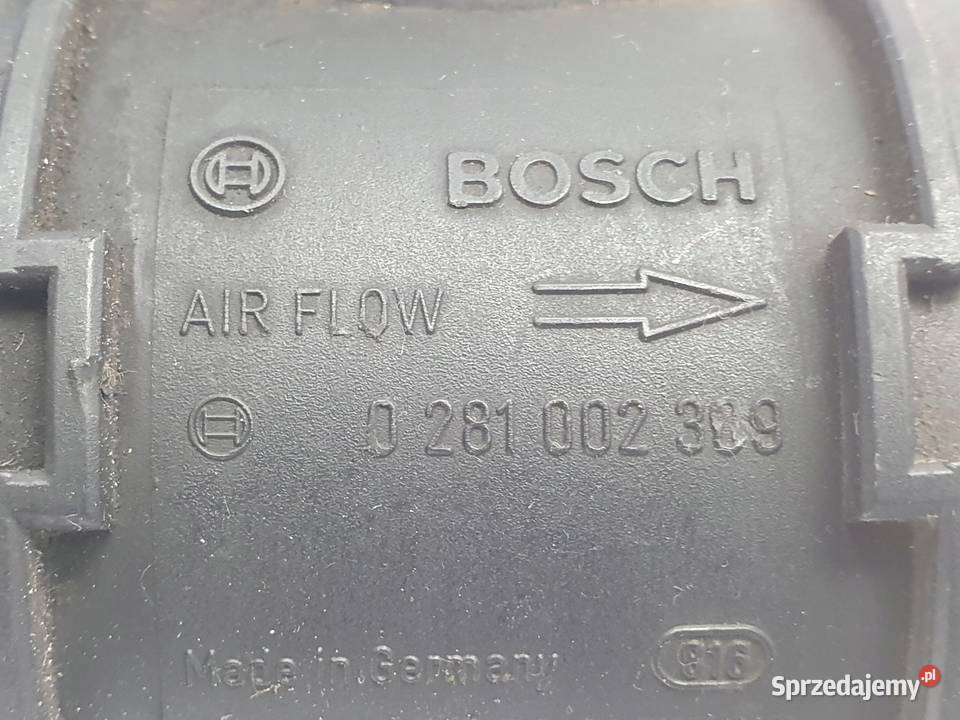 BOSCH
AIR FLOW
0 281 002 309
Made in Germany
916
Sprzedajemy.pl